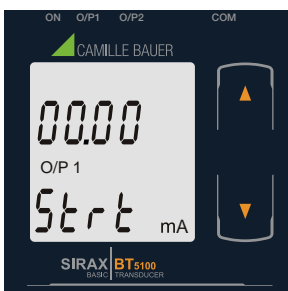 ON O/P1 O/P2 COM
CAMILLE BAUER
00.00
O/P 1
Strt mA
SIRAX BT5100
BASIC TRANSDUCER